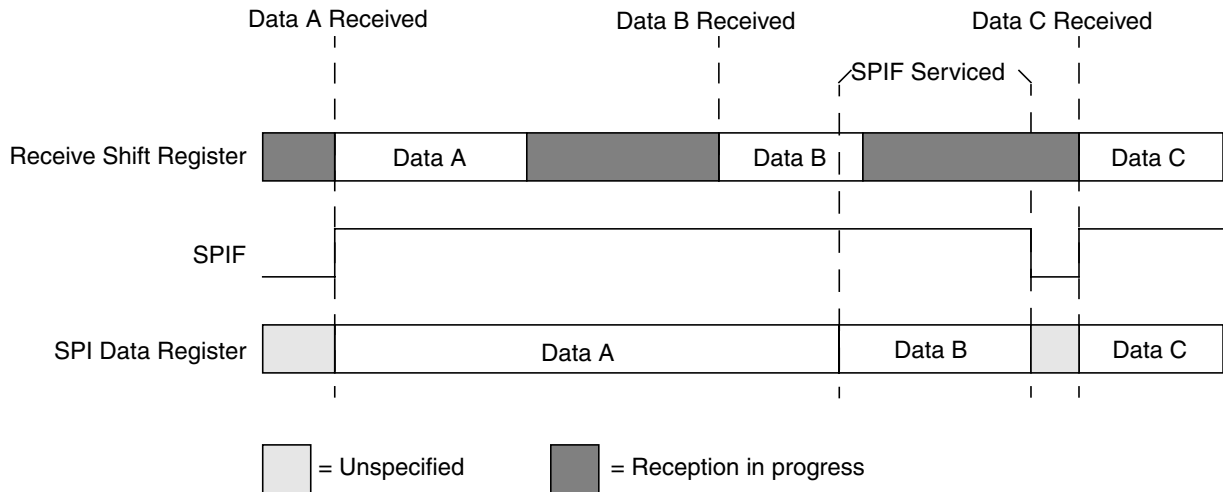 Data A Received
Data B Received
Data C Received
SPIF Serviced
Receive Shift Register
Data A
Data B
Data C
SPIF
SPI Data Register
Data A
Data B
Data C
= Unspecified
= Reception in progress